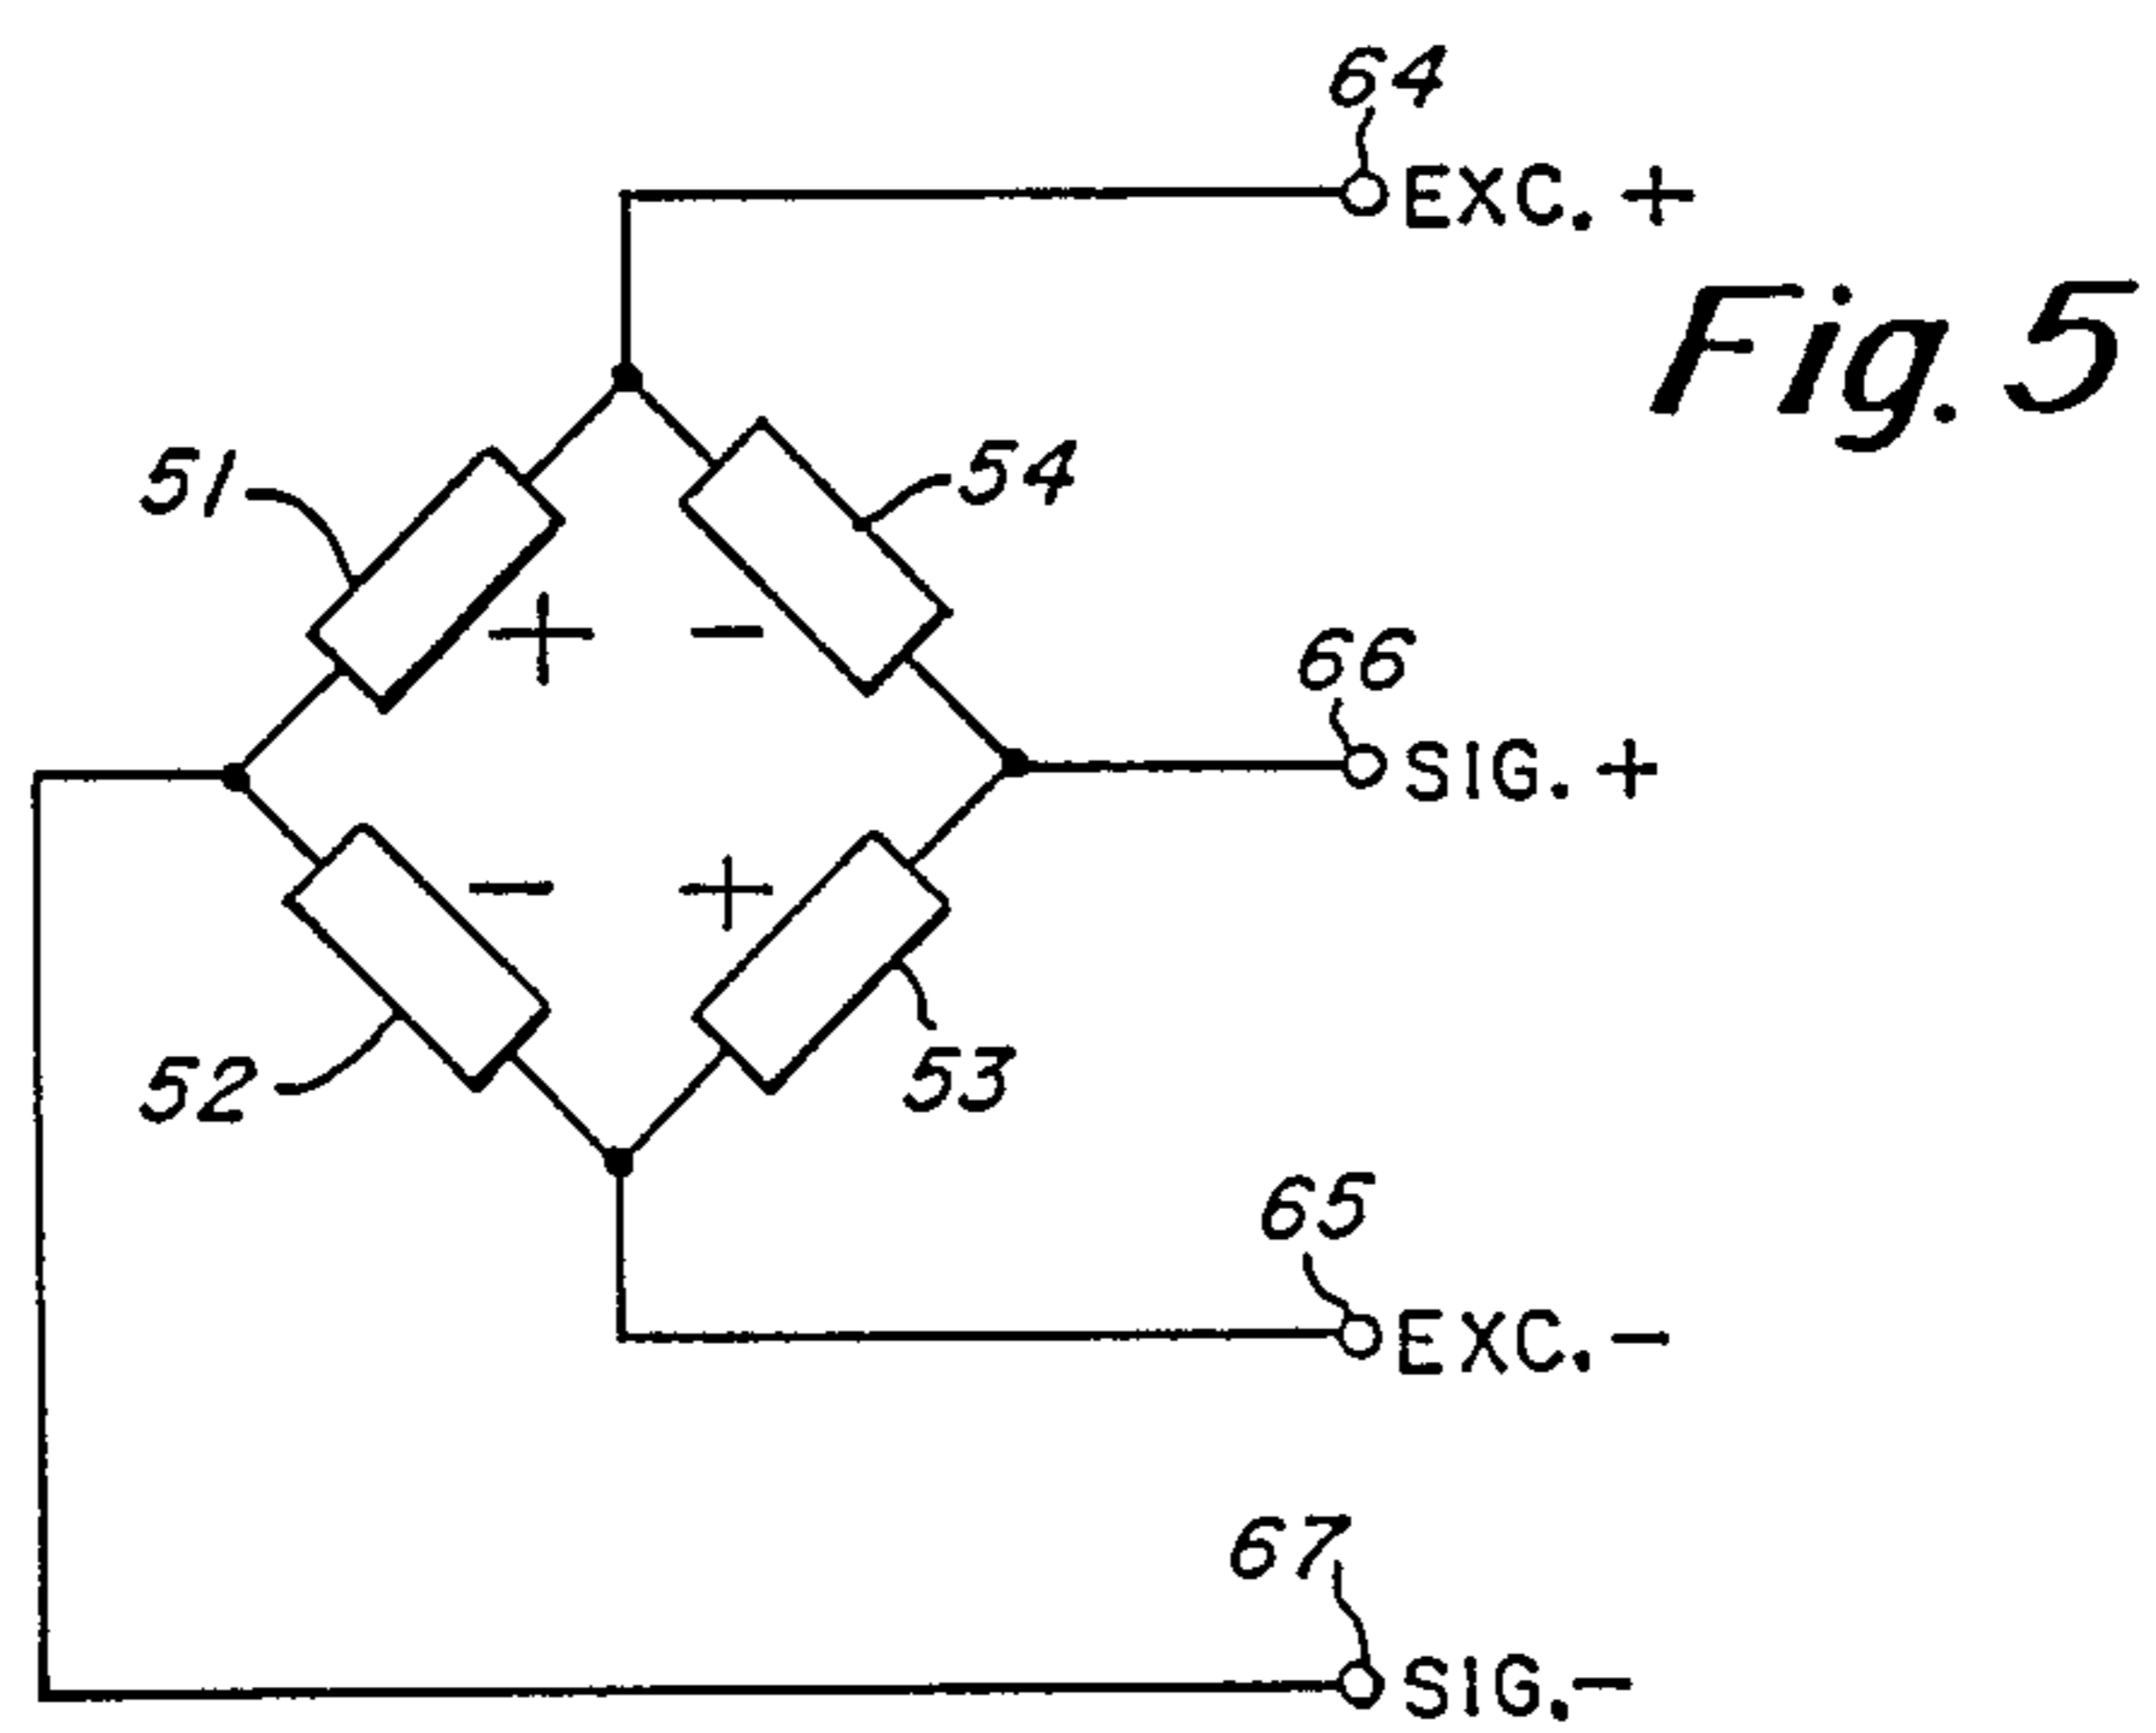 64
EXC. +
Fig. 5
51
54
+ -
66
SIG. +
- +
52
53
65
EXC. -
67
SIG. -